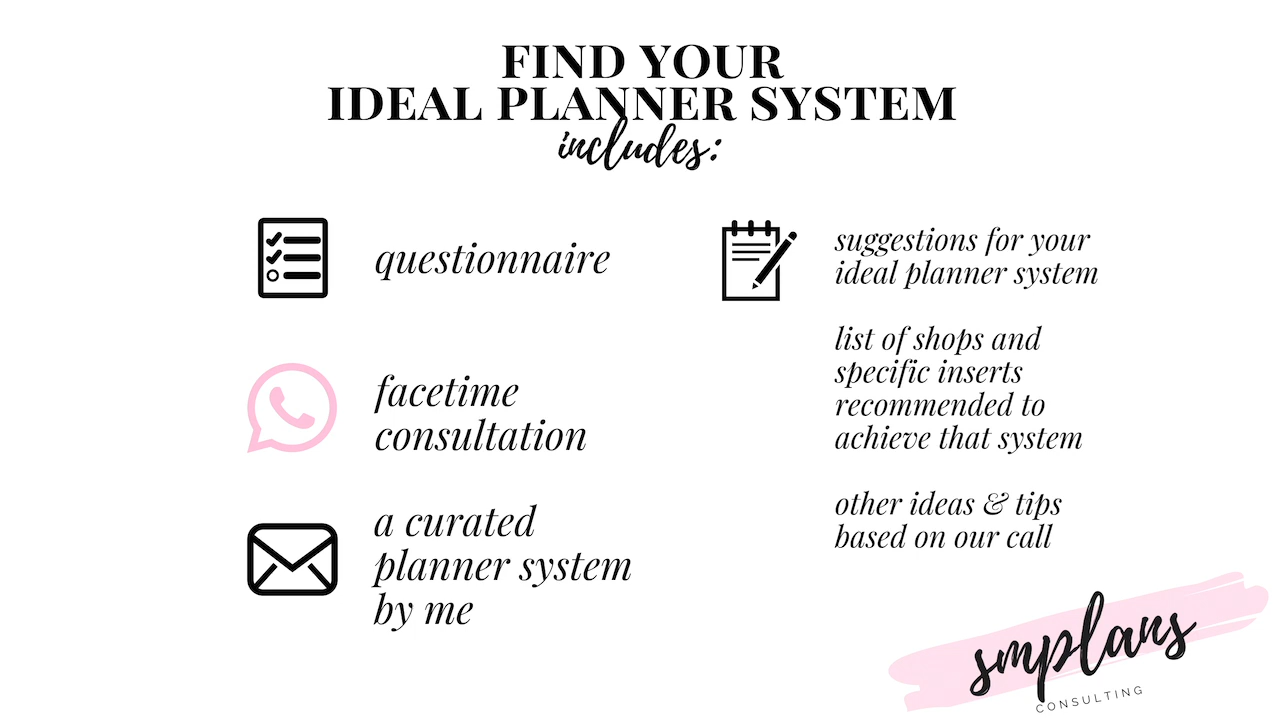 FIND YOUR
IDEAL PLANNER SYSTEM
includes:
questionnaire
facetime
consultation
a curated
planner system
by me
suggestions for your
ideal planner system
list of shops and
specific inserts
recommended to
achieve that system
other ideas & tips
based on our call
smplans
CONSULTING